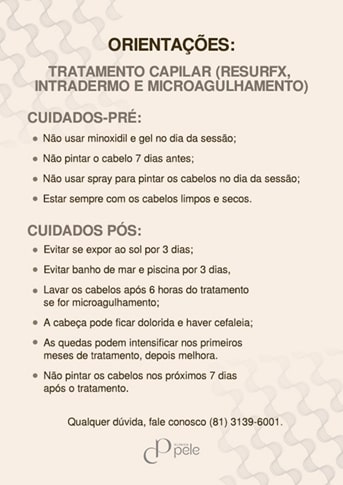 ORIENTAÇÕES:
TRATAMENTO CAPILAR (RESURFX,
INTRADERMO E MICROAGULHAMENTO)
CUIDADOS-PRÉ:
• Não usar minoxidil e gel no dia da sessão;
• Não pintar o cabelo 7 dias antes;
• Não usar spray para pintar os cabelos no dia da sessão;
• Estar sempre com os cabelos limpos e secos.
CUIDADOS PÓS:
• Evitar se expor ao sol por 3 dias;
• Evitar banho de mar e piscina por 3 dias,
• Lavar os cabelos após 6 horas do tratamento
se for microagulhamento;
• A cabeça pode ficar dolorida e haver cefaleia;
• As quedas podem intensificar nos primeiros
meses de tratamento, depois melhora.
• Não pintar os cabelos nos próximos 7 dias
após o tratamento.
Qualquer dúvida, fale conosco (81) 3139-6001.
pele